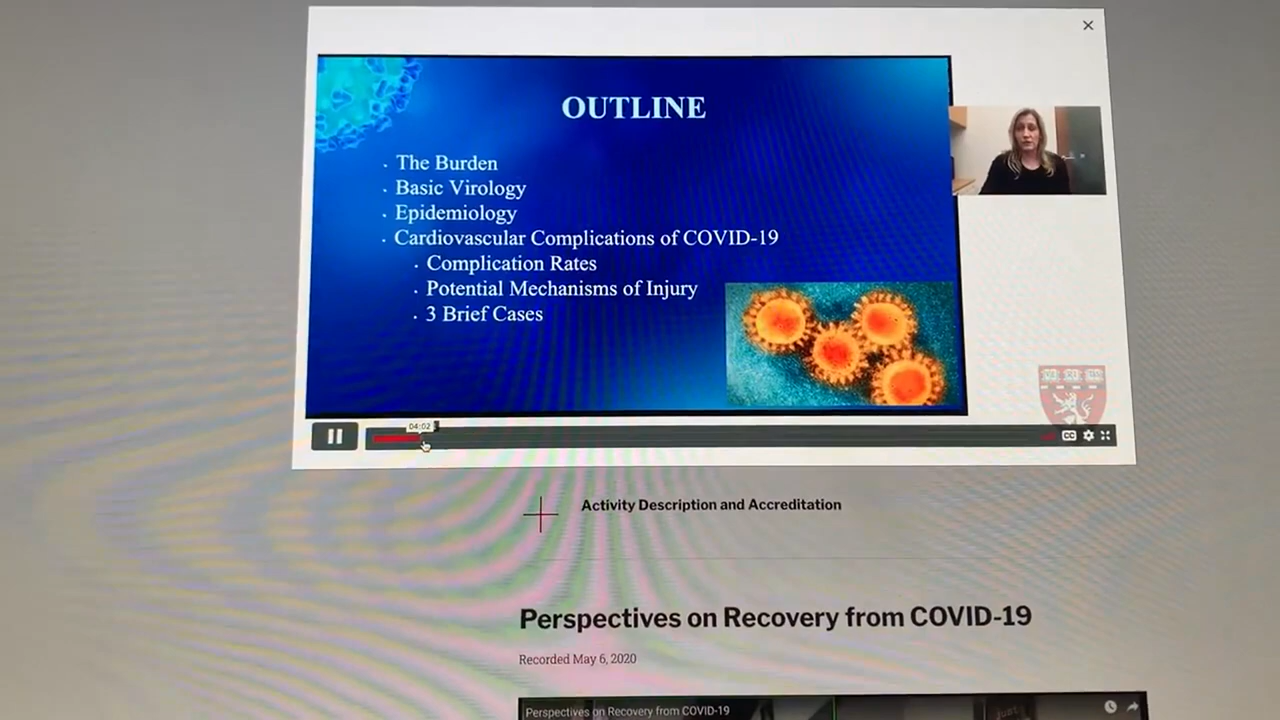 OUTLINE
· The Burden
· Basic Virology
· Epidemiology
· Cardiovascular Complications of COVID-19
· Complication Rates
· Potential Mechanisms of Injury
· 3 Brief Cases
04:02
CC
Activity Description and Accreditation
Perspectives on Recovery from COVID-19
Recorded May 6, 2020
Perspectives on Recovery from COVID-19